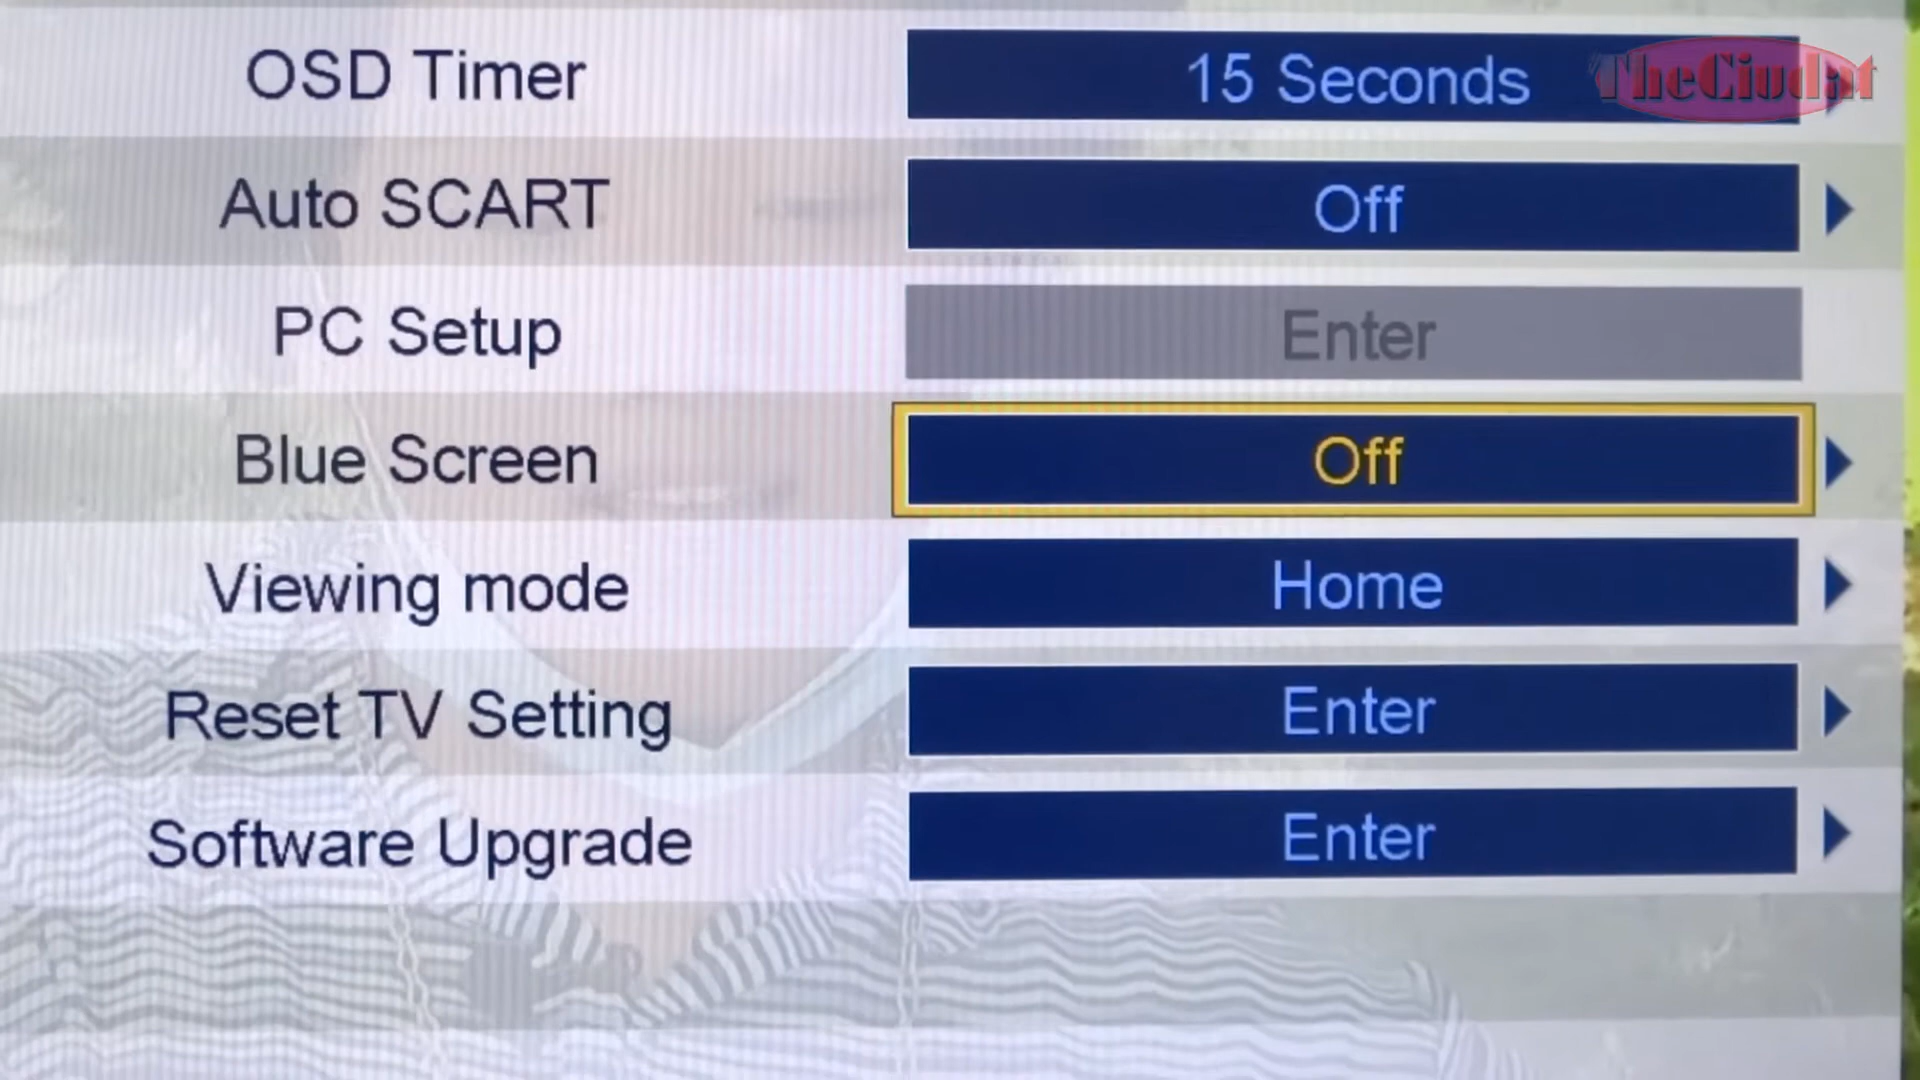 OSD Timer 15 Seconds
TheCiudat
Auto SCART Off
PC Setup Enter
Blue Screen Off
Viewing mode Home
Reset TV Setting Enter
Software Upgrade Enter